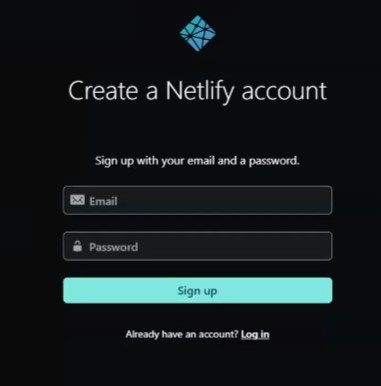 Create a Netlify account
Sign up with your email and a password.
Email
Password
Sign up
Already have an account? Log in